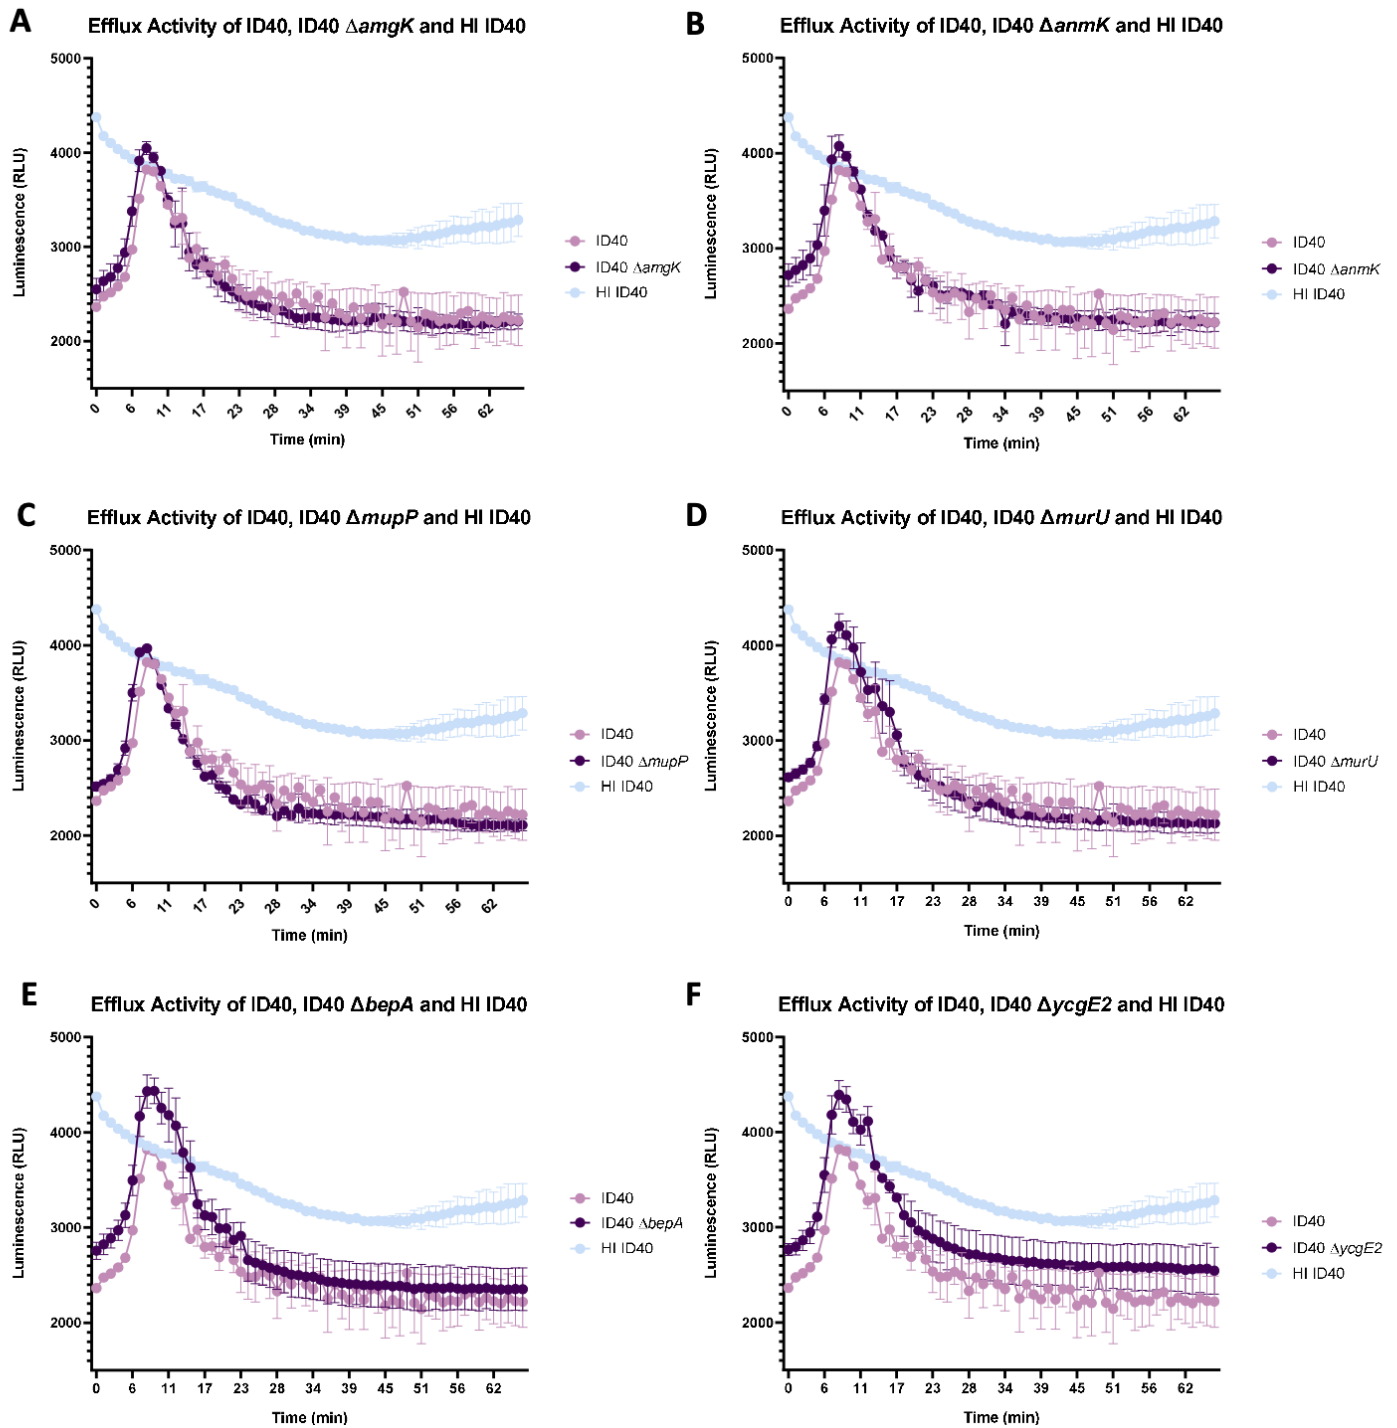 A
Efflux Activity of ID40, ID40 ΔamgK and HI ID40
5000
4000
3000
2000
Luminescence (RLU)
0 6 11 17 23 28 34 39 45 51 56 62
Time (min)
ID40
ID40 ΔamgK
HI ID40
B
Efflux Activity of ID40, ID40 ΔanmK and HI ID40
5000
4000
3000
2000
Luminescence (RLU)
0 6 11 17 23 28 34 39 45 51 56 62
Time (min)
ID40
ID40 ΔanmK
HI ID40
C
Efflux Activity of ID40, ID40 ΔmupP and HI ID40
5000
4000
3000
2000
Luminescence (RLU)
0 6 11 17 23 28 34 39 45 51 56 62
Time (min)
ID40
ID40 ΔmupP
HI ID40
D
Efflux Activity of ID40, ID40 ΔmurU and HI ID40
5000
4000
3000
2000
Luminescence (RLU)
0 6 11 17 23 28 34 39 45 51 56 62
Time (min)
ID40
ID40 ΔmurU
HI ID40
E
Efflux Activity of ID40, ID40 ΔbepA and HI ID40
5000
4000
3000
2000
Luminescence (RLU)
0 6 11 17 23 28 34 39 45 51 56 62
Time (min)
ID40
ID40 ΔbepA
HI ID40
F
Efflux Activity of ID40, ID40 ΔycgE2 and HI ID40
5000
4000
3000
2000
Luminescence (RLU)
0 6 11 17 23 28 34 39 45 51 56 62
Time (min)
ID40
ID40 ΔycgE2
HI ID40